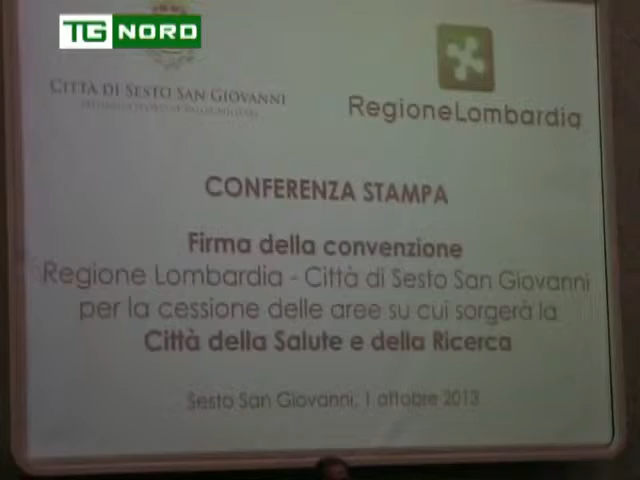 TG NORD
CITTÀ DI SESTO SAN GIOVANNI
RegioneLombardia
CONFERENZA STAMPA
Firma della convenzione
Regione Lombardia - Città di Sesto San Giovanni
per la cessione delle aree su cui sorgerà la
Città della Salute e della Ricerca
Sesto San Giovanni, 1 ottobre 2013